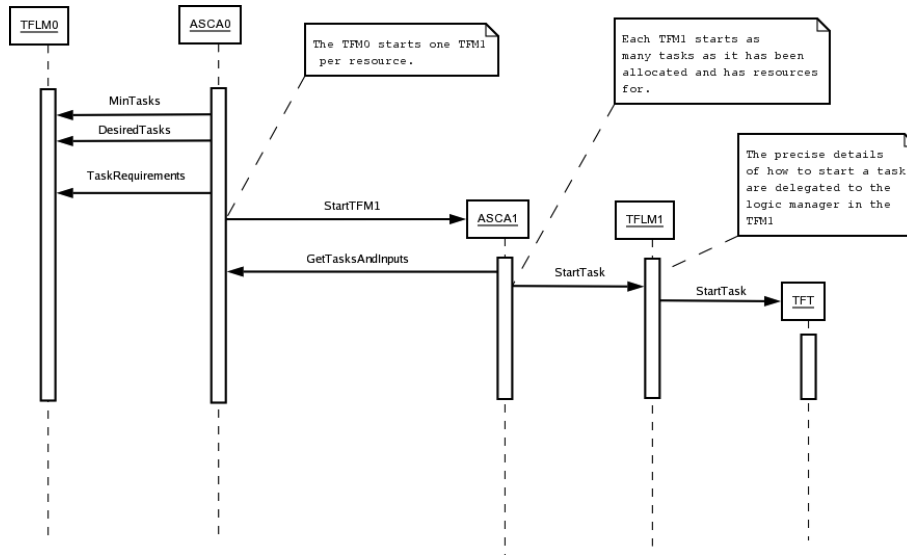 TFLM0
ASCA0
The TFM0 starts one TFM1
per resource.
Each TFM1 starts as
many tasks as it has been
allocated and has resources
for.
MinTasks
DesiredTasks
The precise details
of how to start a task
are delegated to the
logic manager in the
TFM1
TaskRequirements
StartTFM1
ASCA1
TFLM1
GetTasksAndInputs
StartTask
StartTask
TFT